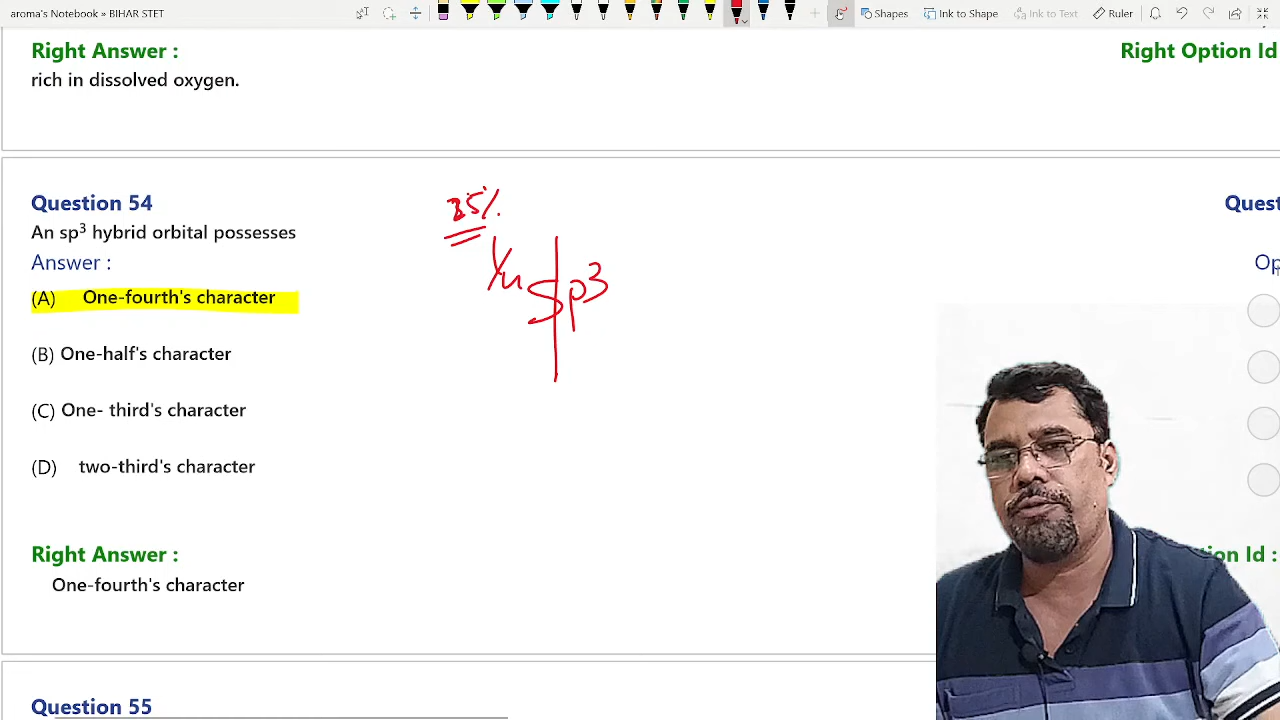 arom's Notebook » BIHAR STET
Shapes
Ink to Shape
Ink to Text
Ruler
Right Answer :
Right Option Id
rich in dissolved oxygen.
Question 54
Quest
An sp³ hybrid orbital possesses
Answer :
Op
(A) One-fourth's character
(B) One-half's character
(C) One- third's character
(D) two-third's character
25%
1/4
Sp3
Right Answer :
tion Id :
One-fourth's character
Question 55